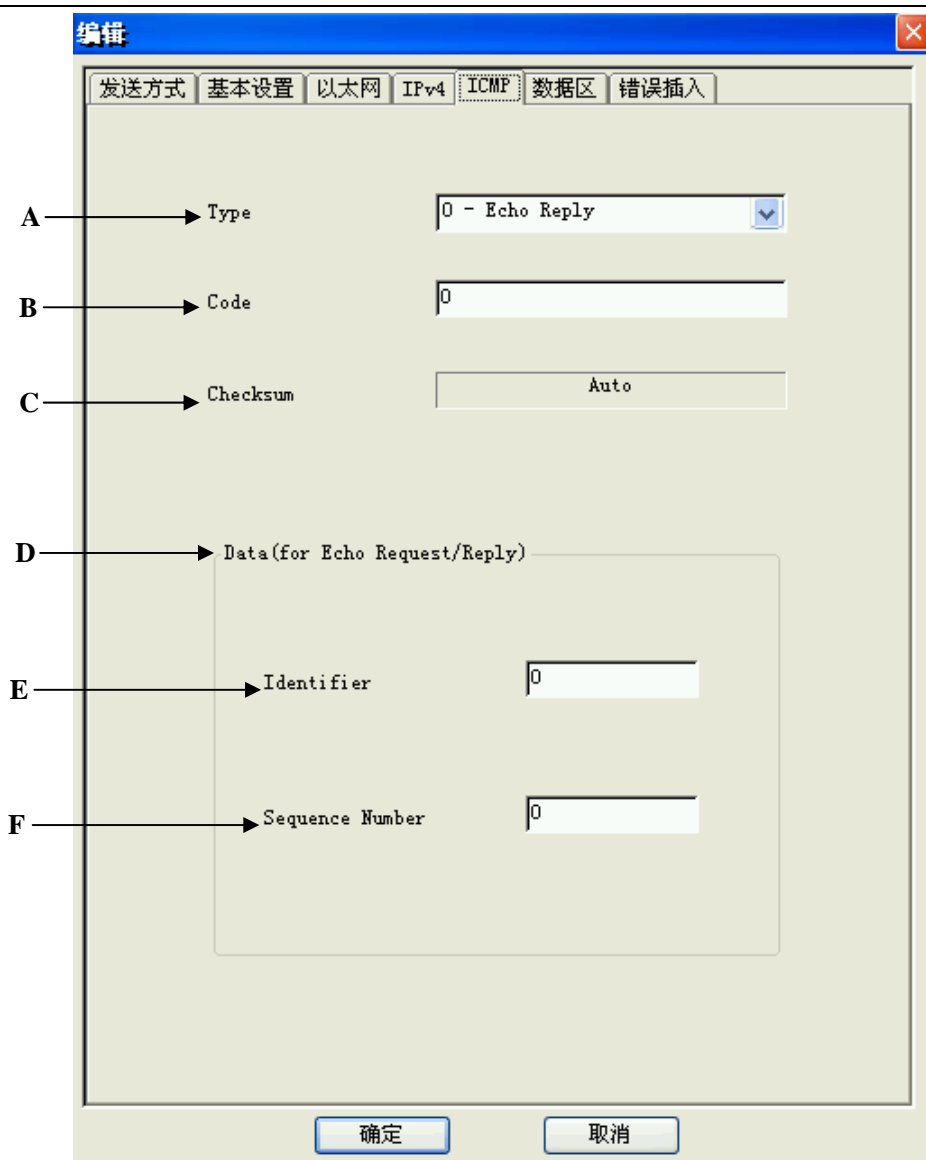 编辑
发送方式 基本设置 以太网 IPv4 ICMP 数据区 错误插入
A Type 0 - Echo Reply
B Code 0
C Checksum Auto
D Data(for Echo Request/Reply)
E Identifier 0
F Sequence Number 0
确定 取消